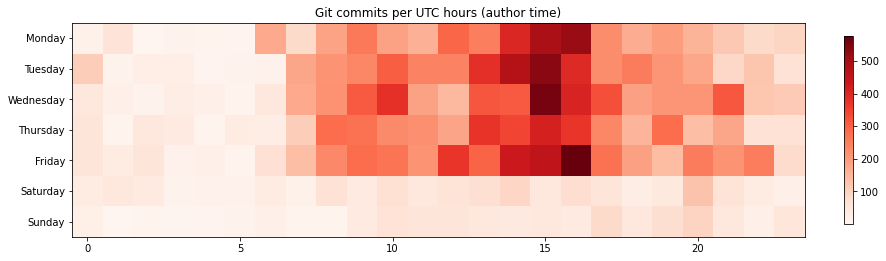 Git commits per UTC hours (author time)
Monday
Tuesday
Wednesday
Thursday
Friday
Saturday
Sunday
0 5 10 15 20
500
400
300
200
100